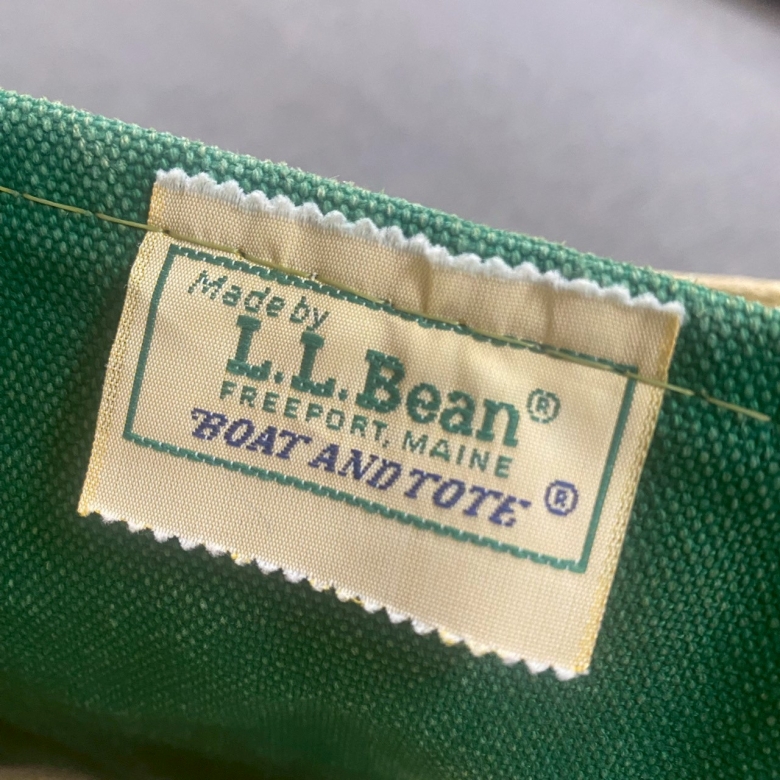 Made by
L.L.Bean®
FREEPORT, MAINE
BOAT AND TOTE®